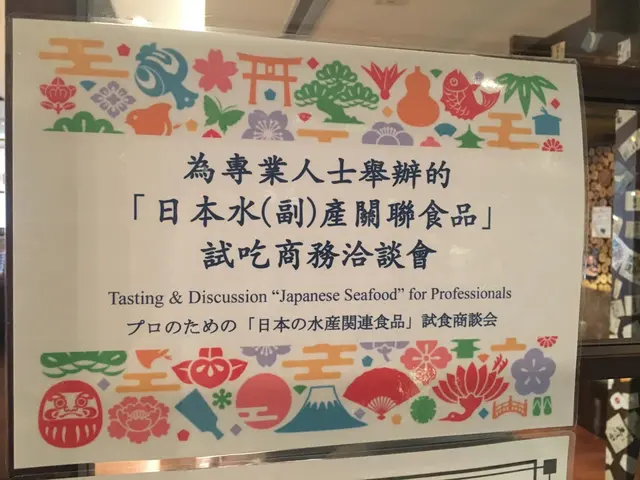 為專業人士舉辦的
「日本水(副)產關聯食品」
試吃商務洽談會
Tasting & Discussion “Japanese Seafood” for Professionals
プロのための「日本の水産関連食品」試食商談会